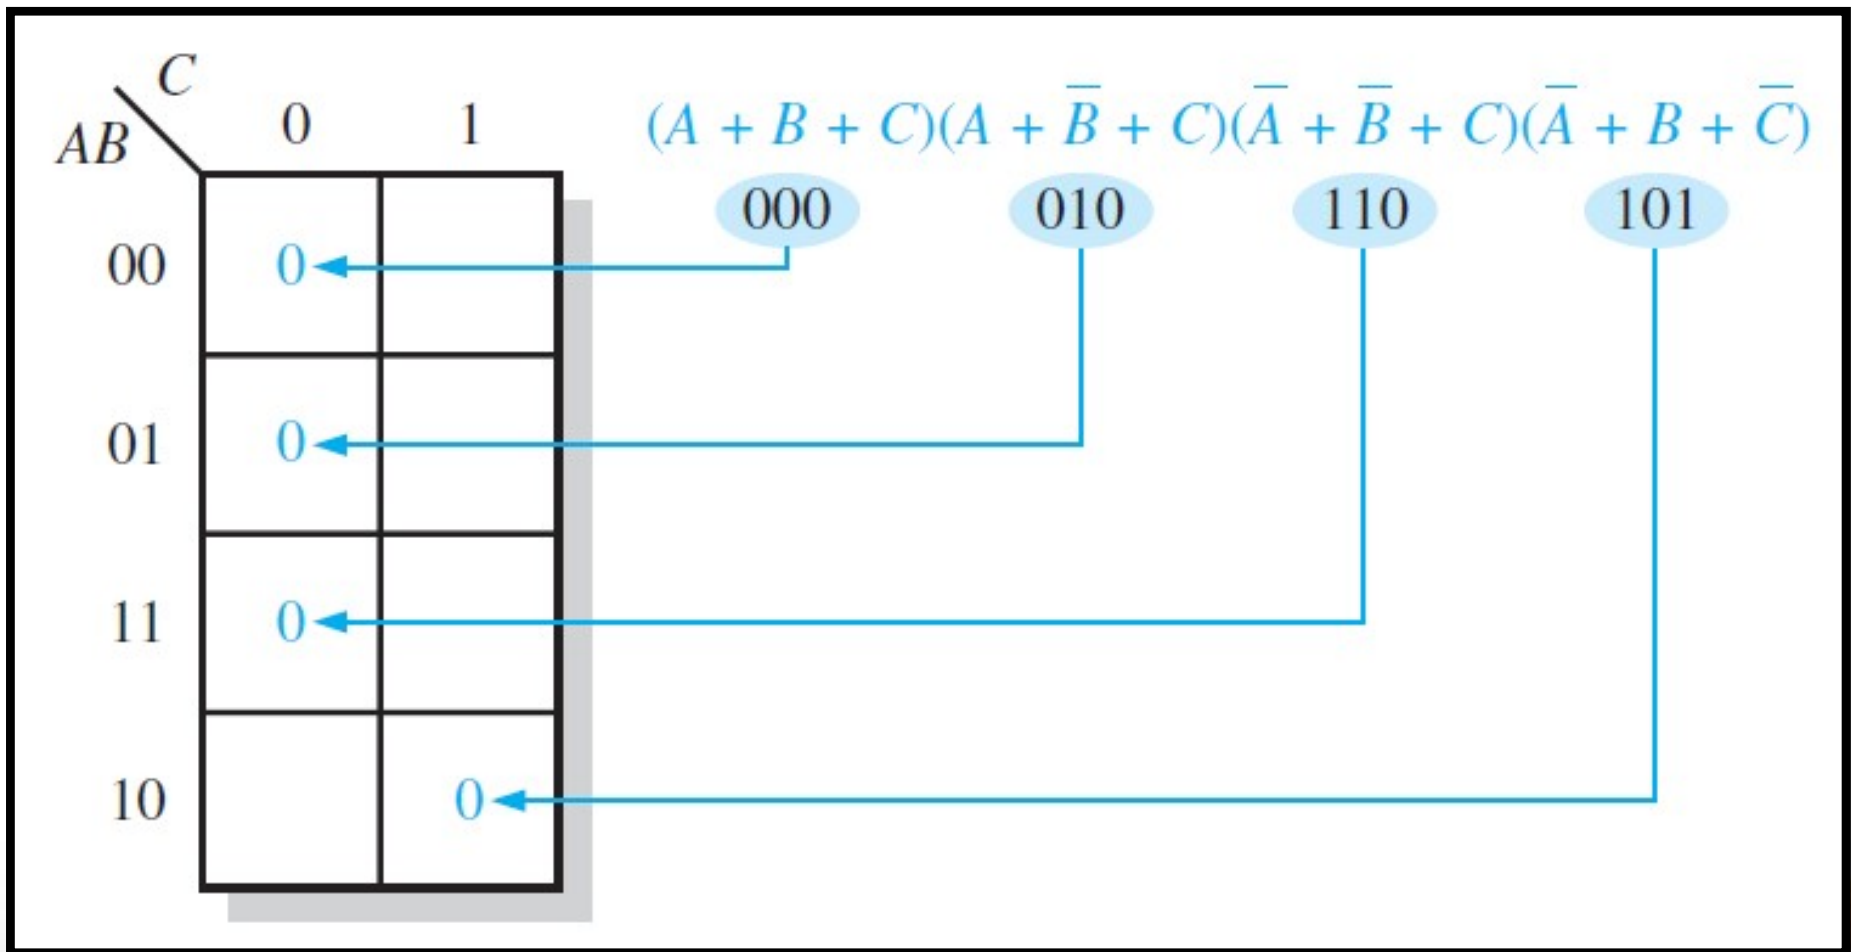 C
AB 0 1 (A + B + C)(A + B̅ + C)(A̅ + B̅ + C)(A̅ + B + C̅)
000 010 110 101
00 0
01 0
11 0
10 0